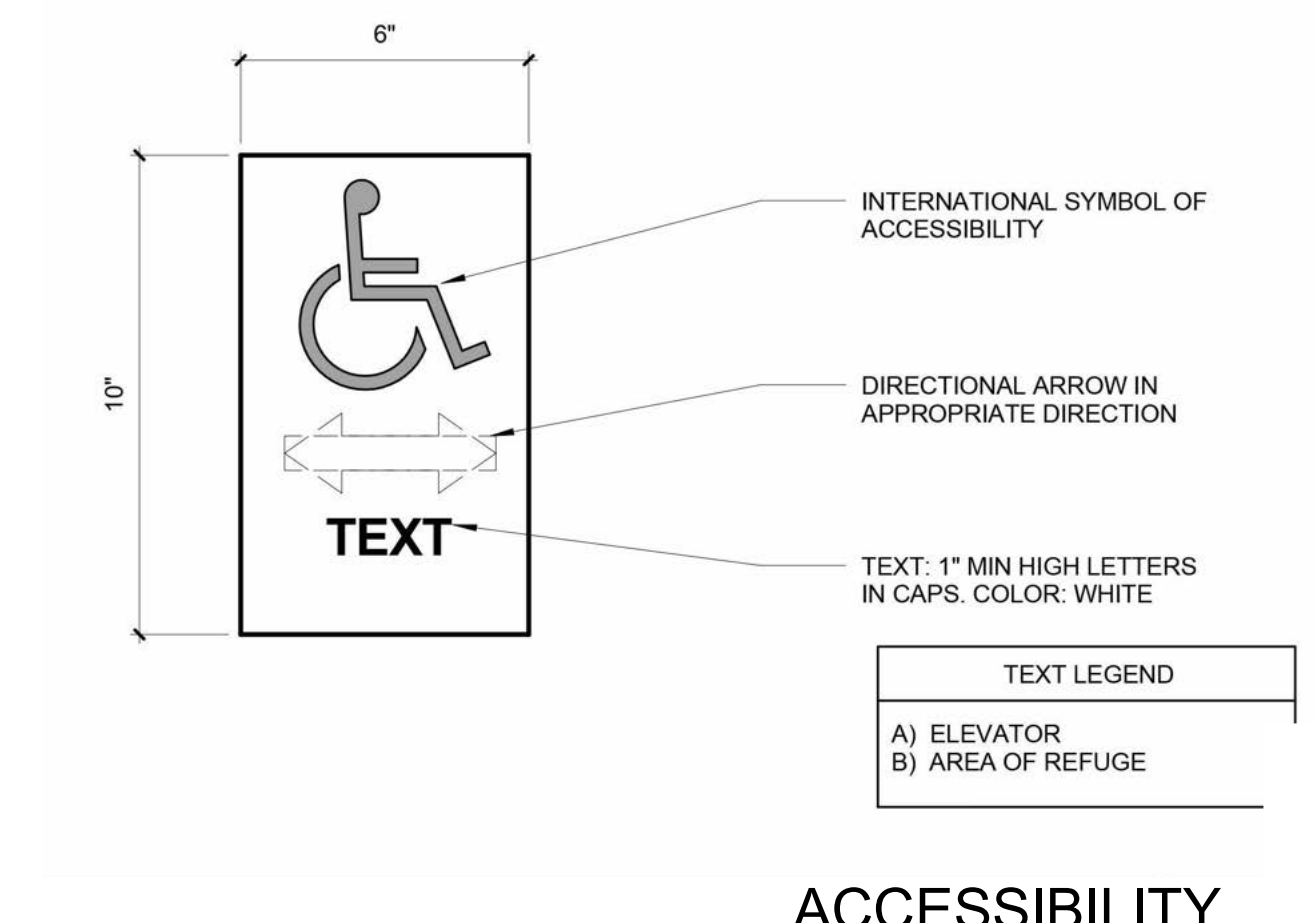 6"
10"
INTERNATIONAL SYMBOL OF
ACCESSIBILITY
DIRECTIONAL ARROW IN
APPROPRIATE DIRECTION
TEXT
TEXT: 1" MIN HIGH LETTERS
IN CAPS. COLOR: WHITE
TEXT LEGEND
A) ELEVATOR
B) AREA OF REFUGE
ACCESSIBILITY